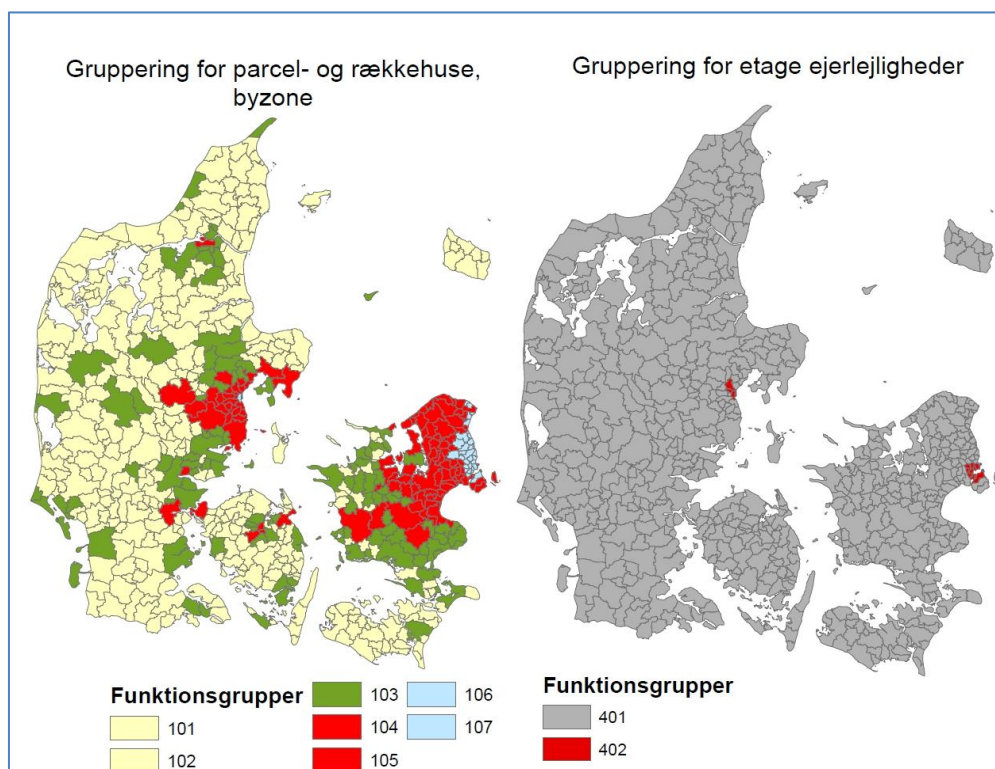 Gruppering for parcel- og rækkehuse,
byzone
Gruppering for etage ejerlejligheder
Funktionsgrupper
101
102
103
104
105
106
107
Funktionsgrupper
401
402